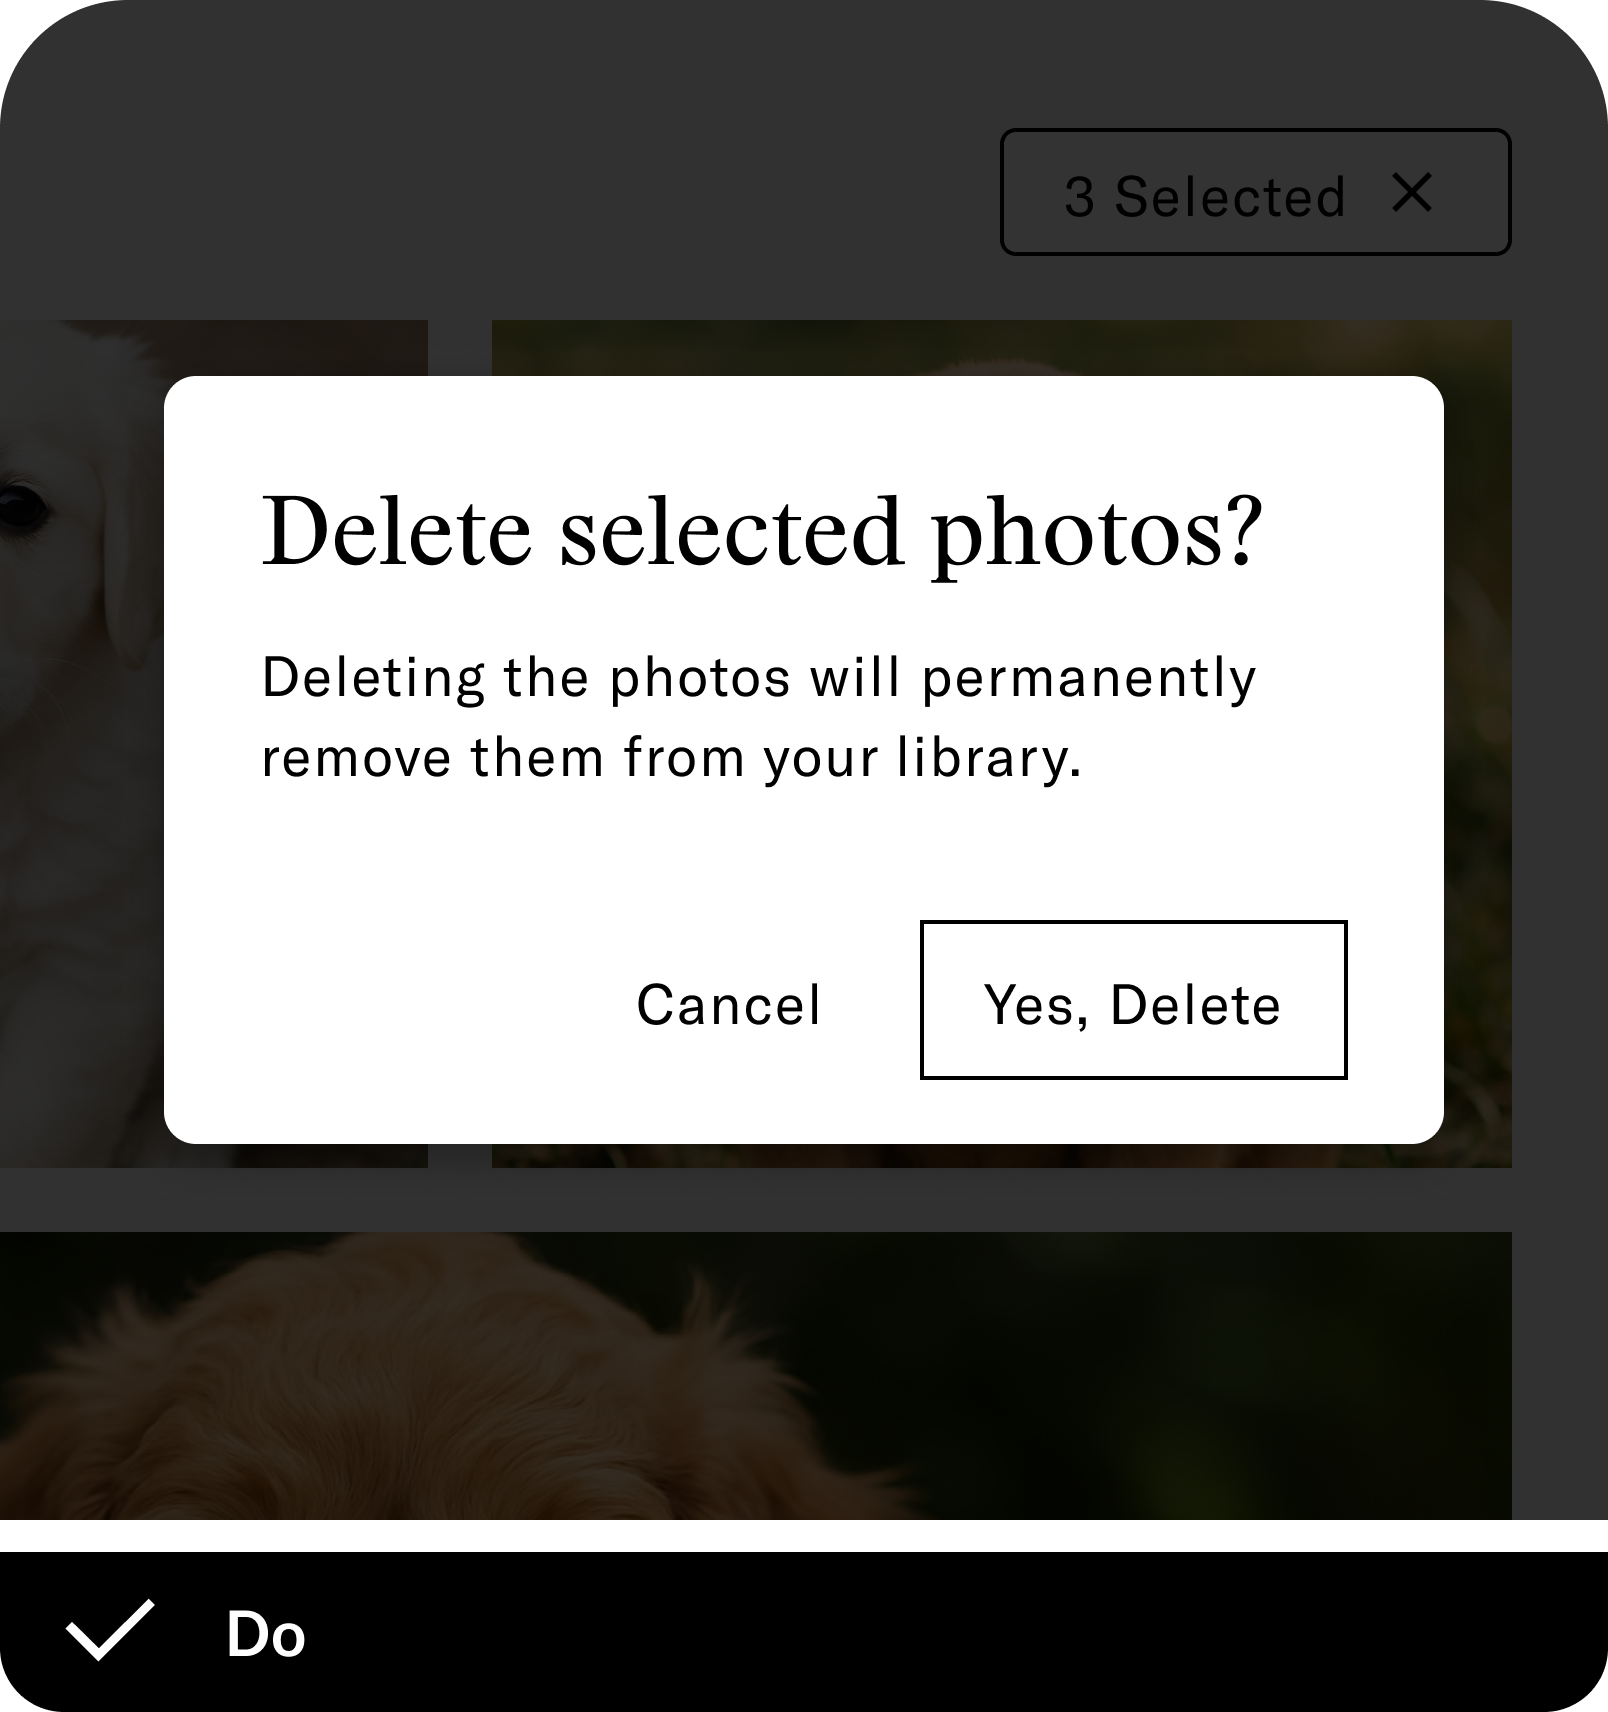 3 Selected
Delete selected photos?
Deleting the photos will permanently
remove them from your library.
Cancel
Yes, Delete
Do